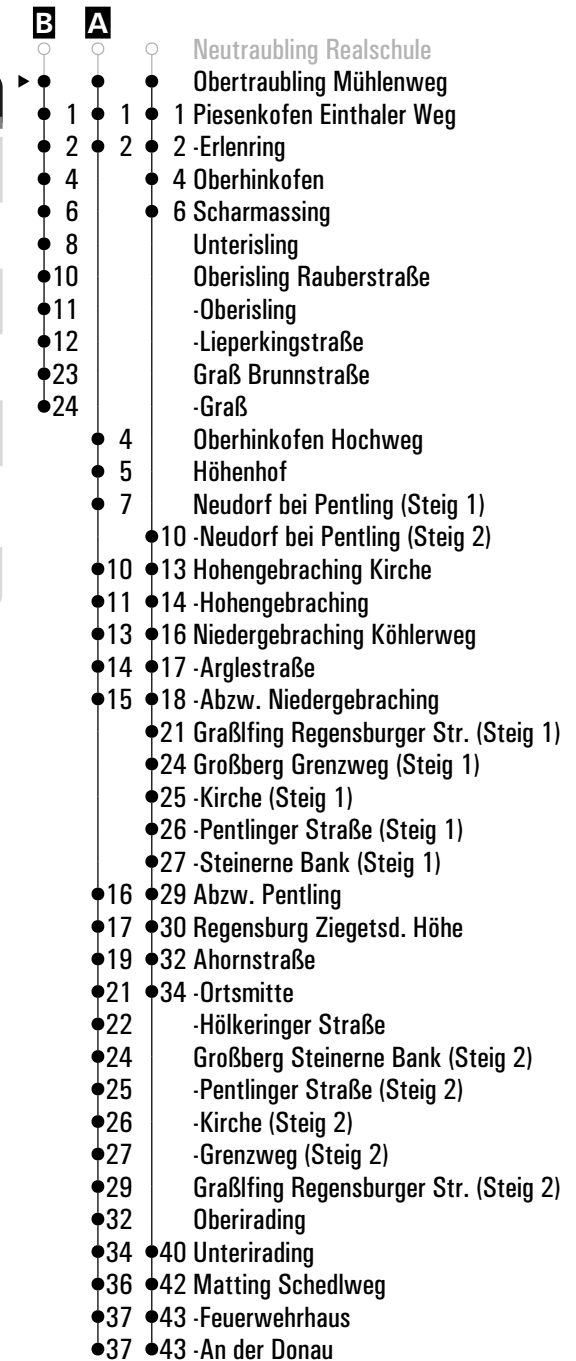 B A
Neutraubling Realschule
Obertraubling Mühlenweg
1 1 1 Piesenkofen Einthaler Weg
2 2 2 -Erlenring
4 4 Oberhinkofen
6 6 Scharmassing
8 Unterisling
10 Oberisling Rauberstraße
11 -Oberisling
12 -Lieperkingstraße
23 Graß Brunnstraße
24 -Graß
4 Oberhinkofen Hochweg
5 Höhenhof
7 Neudorf bei Pentling (Steig 1)
10 -Neudorf bei Pentling (Steig 2)
10 13 Hohengebraching Kirche
11 14 -Hohengebraching
13 16 Niedergebraching Köhlerweg
14 17 -Arglestraße
15 18 -Abzw. Niedergebraching
21 Graßlfing Regensburger Str. (Steig 1)
24 Großberg Grenzweg (Steig 1)
25 -Kirche (Steig 1)
26 -Pentlinger Straße (Steig 1)
27 -Steinerne Bank (Steig 1)
16 29 Abzw. Pentling
17 30 Regensburg Ziegetsd. Höhe
19 32 Ahornstraße
21 34 -Ortsmitte
22 -Hölkeringer Straße
24 Großberg Steinerne Bank (Steig 2)
25 -Pentlinger Straße (Steig 2)
26 -Kirche (Steig 2)
27 -Grenzweg (Steig 2)
29 Graßlfing Regensburger Str. (Steig 2)
32 Oberirading
34 40 Unterirading
36 42 Matting Schedlweg
37 43 -Feuerwehrhaus
37 43 -An der Donau